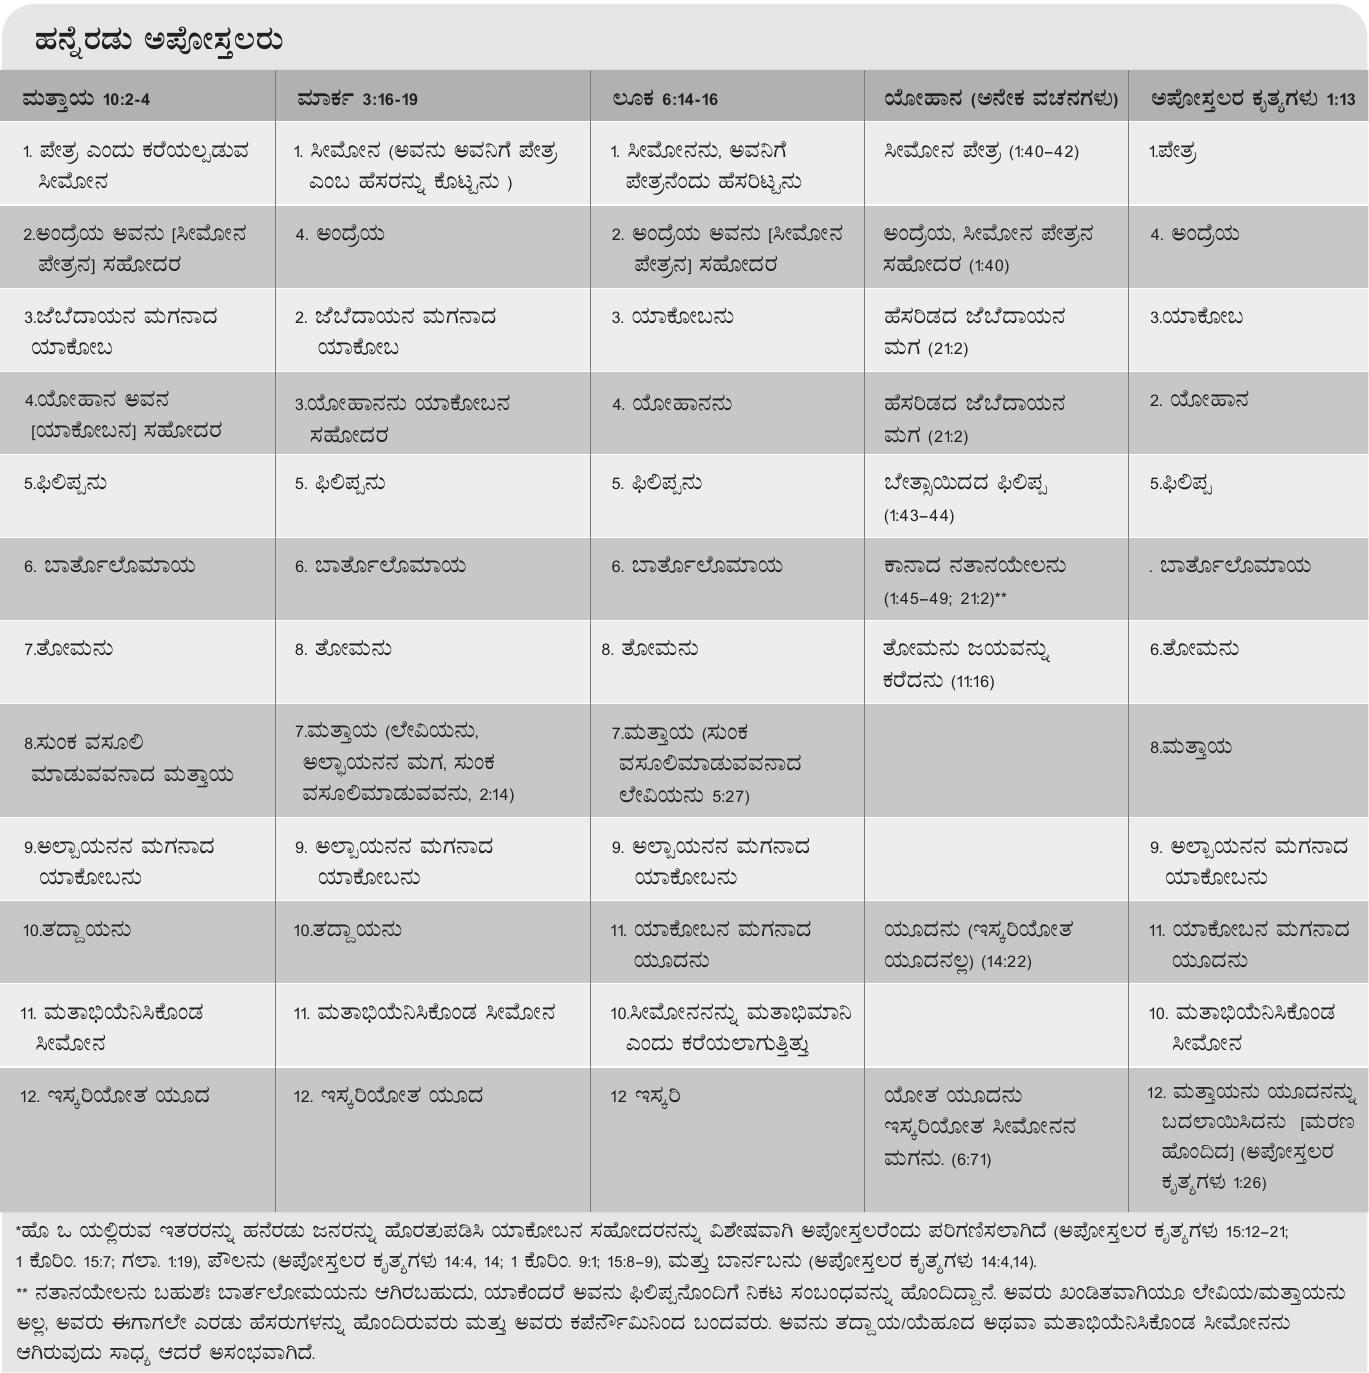 ಹನ್ನೆರಡು ಅಪೋಸ್ತಲರು
ಮತ್ತಾಯ 10:2-4
ಮಾರ್ಕ 3:16-19
ಲೂಕ 6:14-16
ಯೋಹಾನ (ಅನೇಕ ವಚನಗಳು)
ಅಪೋಸ್ತಲರ ಕೃತ್ಯಗಳು 1:13
1. ಪೇತ್ರ ಎಂದು ಕರೆಯಲ್ಪಡುವ
ಸೀಮೋನ
1. ಸೀಮೋನ (ಅವನು ಅವನಿಗೆ ಪೇತ್ರ
ಎಂಬ ಹೆಸರನ್ನು ಕೊಟ್ಟನು )
1. ಸೀಮೋನನು, ಅವನಿಗೆ
ಪೇತ್ರನೆಂದು ಹೆಸರಿಟ್ಟನು
ಸೀಮೋನ ಪೇತ್ರ (1:40–42)
1.ಪೇತ್ರ
2.ಅಂದ್ರೆಯ ಅವನು [ಸೀಮೋನ
ಪೇತ್ರನ] ಸಹೋದರ
4. ಅಂದ್ರೆಯ
2. ಅಂದ್ರೆಯ ಅವನು [ಸೀಮೋನ
ಪೇತ್ರನ] ಸಹೋದರ
ಅಂದ್ರೆಯ, ಸೀಮೋನ ಪೇತ್ರನ
ಸಹೋದರ (1:40)
4. ಅಂದ್ರೆಯ
3.ಜೆಬೆದಾಯನ ಮಗನಾದ
ಯಾಕೋಬ
2. ಜೆಬೆದಾಯನ ಮಗನಾದ
ಯಾಕೋಬ
3. ಯಾಕೋಬನು
ಹೆಸರಿಡದ ಜೆಬೆದಾಯನ
ಮಗ (21:2)
3.ಯಾಕೋಬ
4.ಯೋಹಾನ ಅವನ
[ಯಾಕೋಬನ] ಸಹೋದರ
3.ಯೋಹಾನನು ಯಾಕೋಬನ
ಸಹೋದರ
4. ಯೋಹಾನನು
ಹೆಸರಿಡದ ಜೆಬೆದಾಯನ
ಮಗ (21:2)
2. ಯೋಹಾನ
5.ಫಿಲಿಪ್ಪನು
5. ಫಿಲಿಪ್ಪನು
5. ಫಿಲಿಪ್ಪನು
ಬೇತ್ಸಾಯಿದದ ಫಿಲಿಪ್ಪ
(1:43–44)
5.ಫಿಲಿಪ್ಪ
6. ಬಾರ್ತೊಲೊಮಾಯ
6. ಬಾರ್ತೊಲೊಮಾಯ
6. ಬಾರ್ತೊಲೊಮಾಯ
ಕಾನಾದ ನತಾನಯೇಲನು
(1:45–49; 21:2)**
. ಬಾರ್ತೊಲೊಮಾಯ
7.ತೋಮನು
8. ತೋಮನು
8. ತೋಮನು
ತೋಮನು ಜಯವನ್ನು
ಕರೆದನು (11:16)
6.ತೋಮನು
8.ಸುಂಕ ವಸೂಲಿ
ಮಾಡುವವನಾದ ಮತ್ತಾಯ
7.ಮತ್ತಾಯ (ಲೇವಿಯನು,
ಅಲ್ಫಾಯನನ ಮಗ, ಸುಂಕ
ವಸೂಲಿಮಾಡುವವನು, 2:14)
7.ಮತ್ತಾಯ (ಸುಂಕ
ವಸೂಲಿಮಾಡುವವನಾದ
ಲೇವಿಯನು 5:27)
8.ಮತ್ತಾಯ
9.ಅಲ್ಪಾಯನನ ಮಗನಾದ
ಯಾಕೋಬನು
9. ಅಲ್ಪಾಯನನ ಮಗನಾದ
ಯಾಕೋಬನು
9. ಅಲ್ಪಾಯನನ ಮಗನಾದ
ಯಾಕೋಬನು
9. ಅಲ್ಪಾಯನನ ಮಗನಾದ
ಯಾಕೋಬನು
10.ತದ್ದಾಯನು
10.ತದ್ದಾಯನು
11. ಯಾಕೋಬನ ಮಗನಾದ
ಯೂದನು
ಯೂದನು (ಇಸ್ಕರಿಯೋತ
ಯೂದನಲ್ಲ) (14:22)
11. ಯಾಕೋಬನ ಮಗನಾದ
ಯೂದನು
11. ಮತಾಭಿಯೆನಿಸಿಕೊಂಡ
ಸೀಮೋನ
11. ಮತಾಭಿಯೆನಿಸಿಕೊಂಡ ಸೀಮೋನ
10.ಸೀಮೋನನನ್ನು ಮತಾಭಿಮಾನಿ
ಎಂದು ಕರೆಯಲಾಗುತ್ತಿತ್ತು
10. ಮತಾಭಿಯೆನಿಸಿಕೊಂಡ
ಸೀಮೋನ
12. ಇಸ್ಕರಿಯೋತ ಯೂದ
12. ಇಸ್ಕರಿಯೋತ ಯೂದ
12 ಇಸ್ಕರಿ
ಯೋತ ಯೂದನು
ಇಸ್ಕರಿಯೋತ ಸೀಮೋನನ
ಮಗನು. (6:71)
12. ಮತ್ತಾಯನು ಯೂದನನ್ನು
ಬದಲಾಯಿಸಿದನು [ಮರಣ
ಹೊಂದಿದ] (ಅಪೋಸ್ತಲರ
ಕೃತ್ಯಗಳು 1:26)
*ಹೊ ಒ ಯಲ್ಲಿರುವ ಇತರರನ್ನು ಹನೆರಡು ಜನರನ್ನು ಹೊರತುಪಡಿಸಿ ಯಾಕೋಬನ ಸಹೋದರನನ್ನು ವಿಶೇಷವಾಗಿ ಅಪೋಸ್ತಲರೆಂದು ಪರಿಗಣಿಸಲಾಗಿದೆ (ಅಪೋಸ್ತಲರ ಕೃತ್ಯಗಳು 15:12–21;
1 ಕೊರಿಂ. 15:7; ಗಲಾ. 1:19), ಪೌಲನು (ಅಪೋಸ್ತಲರ ಕೃತ್ಯಗಳು 14:4, 14; 1 ಕೊರಿಂ. 9:1; 15:8–9), ಮತ್ತು ಬಾರ್ನಬನು (ಅಪೋಸ್ತಲರ ಕೃತ್ಯಗಳು 14:4,14).
** ನತಾನಯೇಲನು ಬಹುಶಃ ಬಾರ್ತಲೋಮಯನು ಆಗಿರಬಹುದು, ಯಾಕೆಂದರೆ ಅವನು ಫಿಲಿಪ್ಪನೊಂದಿಗೆ ನಿಕಟ ಸಂಬಂಧವನ್ನು ಹೊಂದಿದ್ದಾನೆ. ಅವರು ಖಂಡಿತವಾಗಿಯೂ ಲೇವಿಯ/ಮತ್ತಾಯನು
ಅಲ್ಲ, ಅವರು ಈಗಾಗಲೇ ಎರಡು ಹೆಸರುಗಳನ್ನು ಹೊಂದಿರುವರು ಮತ್ತು ಅವರು ಕಪೆರ್ನೌಮಿನಿಂದ ಬಂದವರು. ಅವನು ತದ್ದಾಯ/ಯೆಹೂದ ಅಥವಾ ಮತಾಭಿಯೆನಿಸಿಕೊಂಡ ಸೀಮೋನನು
ಆಗಿರುವುದು ಸಾಧ್ಯ ಆದರೆ ಅಸಂಭವಾಗಿದೆ.